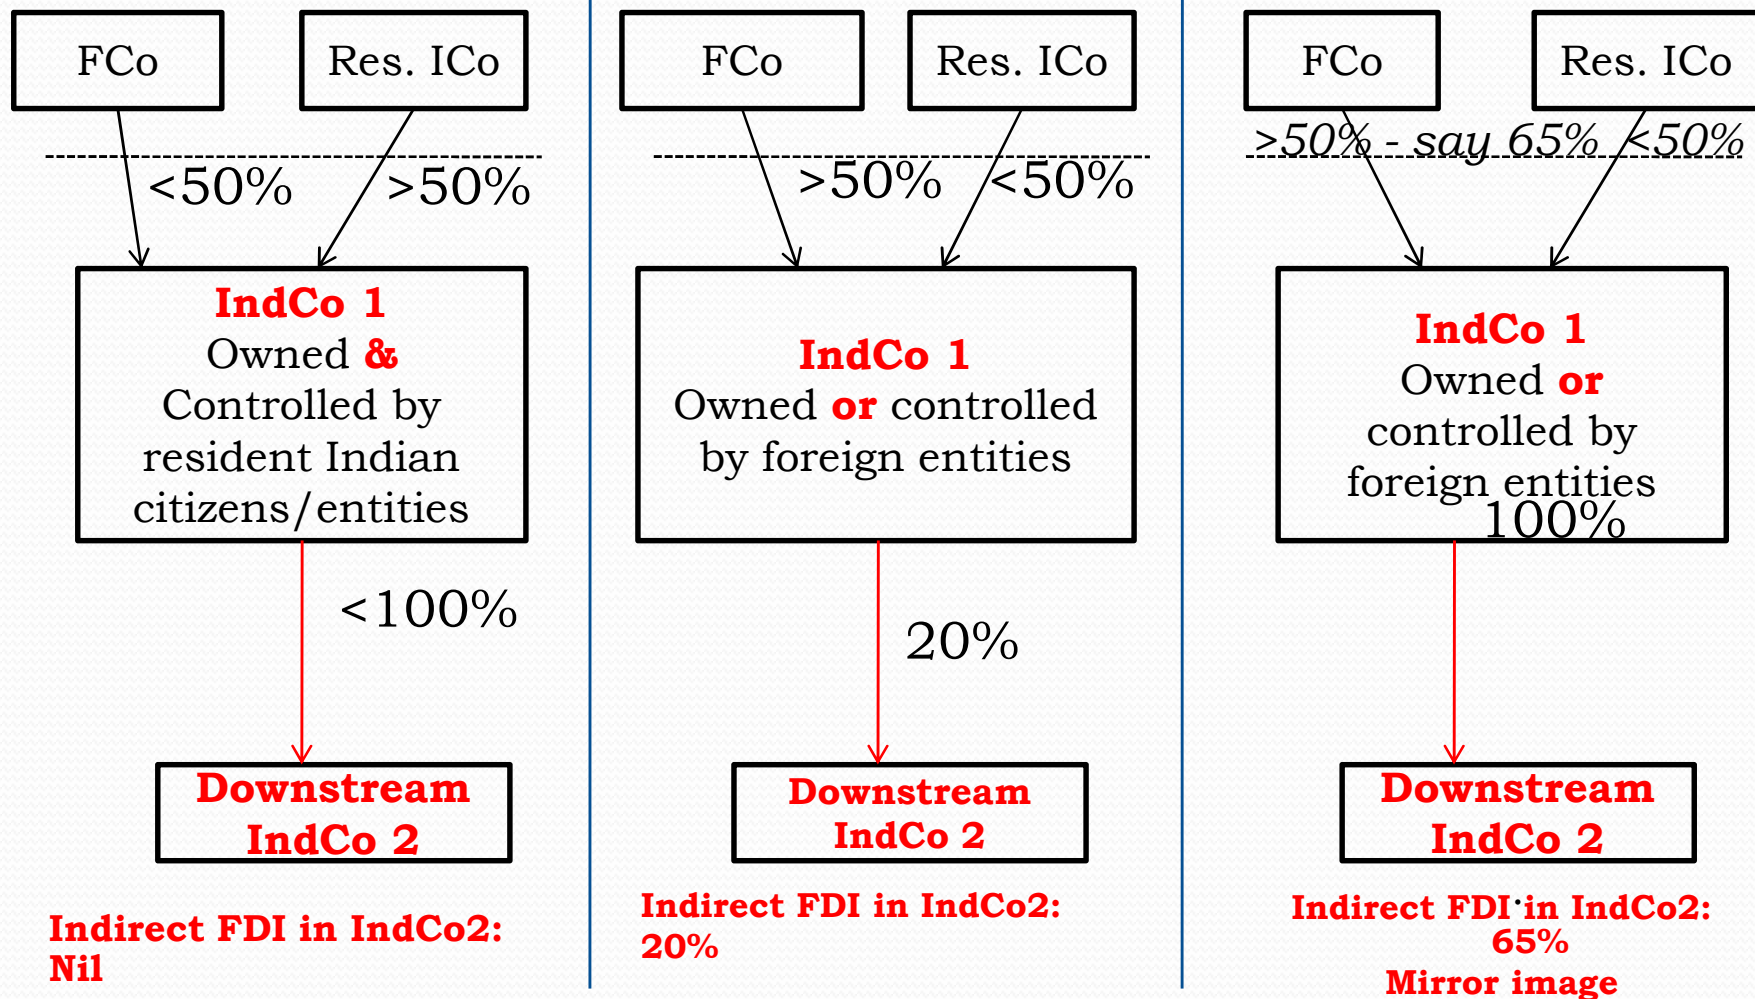 FCo
Res. ICo
<50%
>50%
IndCo 1
Owned &
Controlled by
resident Indian
citizens/entities
<100%
Downstream
IndCo 2
Indirect FDI in IndCo2:
Nil
FCo
Res. ICo
>50%
<50%
IndCo 1
Owned or controlled
by foreign entities
20%
Downstream
IndCo 2
Indirect FDI in IndCo2:
20%
FCo
Res. ICo
>50% - say 65%
<50%
IndCo 1
Owned or
controlled by
foreign entities
100%
Downstream
IndCo 2
Indirect FDI in IndCo2:
65%
Mirror image